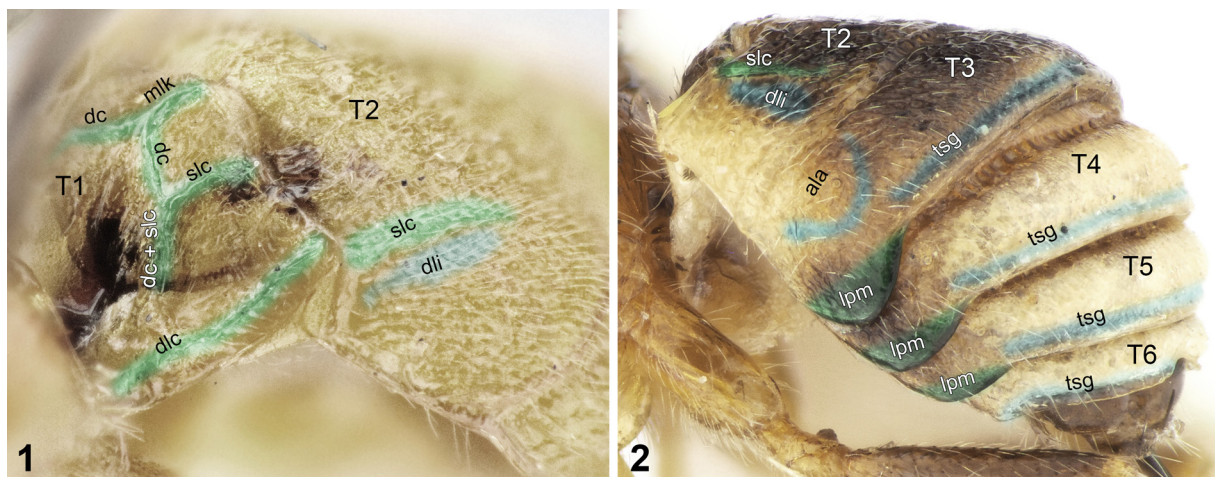 dc
mlk
T2
dc
slc
T1
dc + slc
slc
dli
dlc
1
T2
slc
T3
dli
tsg
T4
ala
tsg
T5
lpm
tsg
lpm
T6
lpm
tsg
2